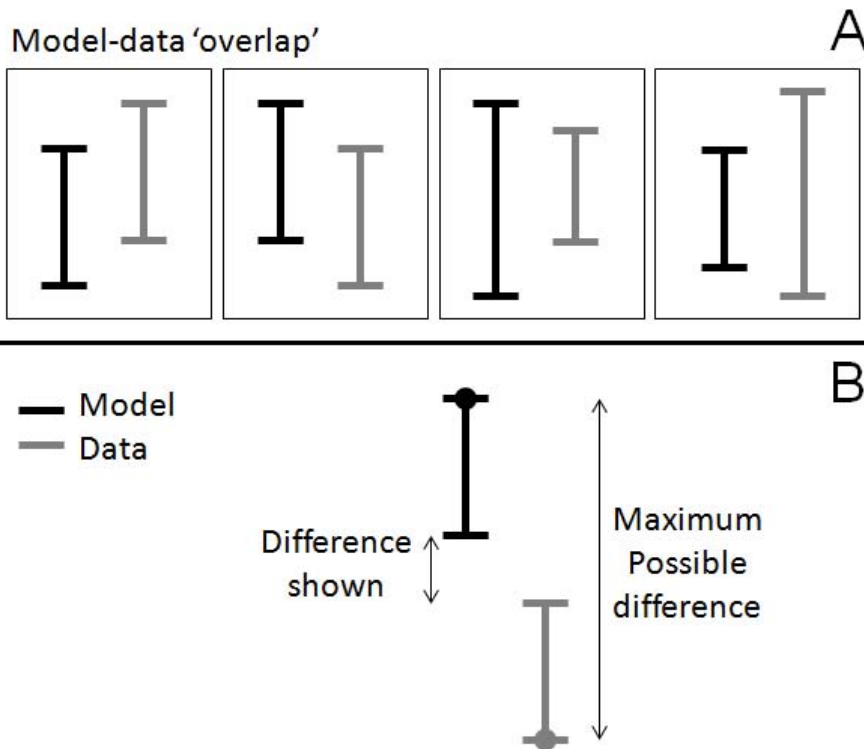 A
Model-data ‘overlap’
B
Model
Data
Difference
shown
Maximum
Possible
difference